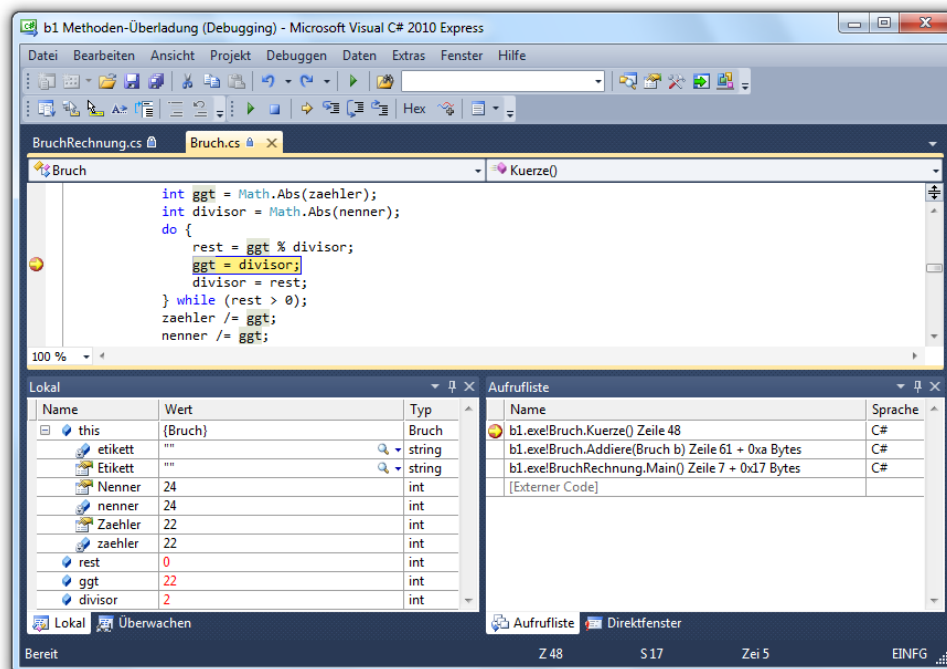 b1 Methoden-Überladung (Debugging) - Microsoft Visual C# 2010 Express
Datei Bearbeiten Ansicht Projekt Debuggen Daten Extras Fenster Hilfe
Hex
BruchRechnung.cs Bruch.cs
Bruch Kuerze()
int ggt = Math.Abs(zaehler);
int divisor = Math.Abs(nenner);
do {
rest = ggt % divisor;
ggt = divisor;
divisor = rest;
} while (rest > 0);
zaehler /= ggt;
nenner /= ggt;
100 %
Lokal
Name Wert Typ
this {Bruch} Bruch
etikett "" string
Etikett "" string
Nenner 24 int
nenner 24 int
Zaehler 22 int
zaehler 22 int
rest 0 int
ggt 22 int
divisor 2 int
Lokal Überwachen
Aufrufliste
Name Sprache
b1.exe!Bruch.Kuerze() Zeile 48 C#
b1.exe!Bruch.Addiere(Bruch b) Zeile 61 + 0xa Bytes C#
b1.exe!BruchRechnung.Main() Zeile 7 + 0x17 Bytes C#
[Externer Code]
Aufrufliste Direktfenster
Bereit Z 48 S 17 Zei 5 EINFG